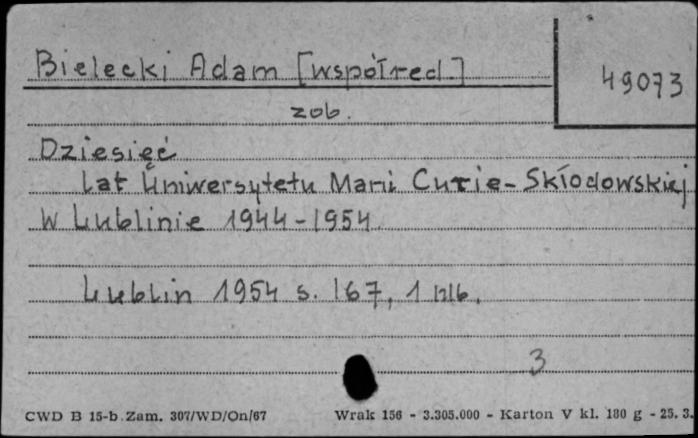 Bielecki Adam [współred.]
49073
zob.
Dziesięć
lat Uniwersytetu Marii Curie-Skłodowskiej
w Lublinie 1944-1954.
Lublin 1954 s. 167, 1 nlb.
3
CWD B 15-b Zam. 307/WD/On/67 Wrak 156 - 3.305.000 - Karton V kl. 180 g - 25.3.